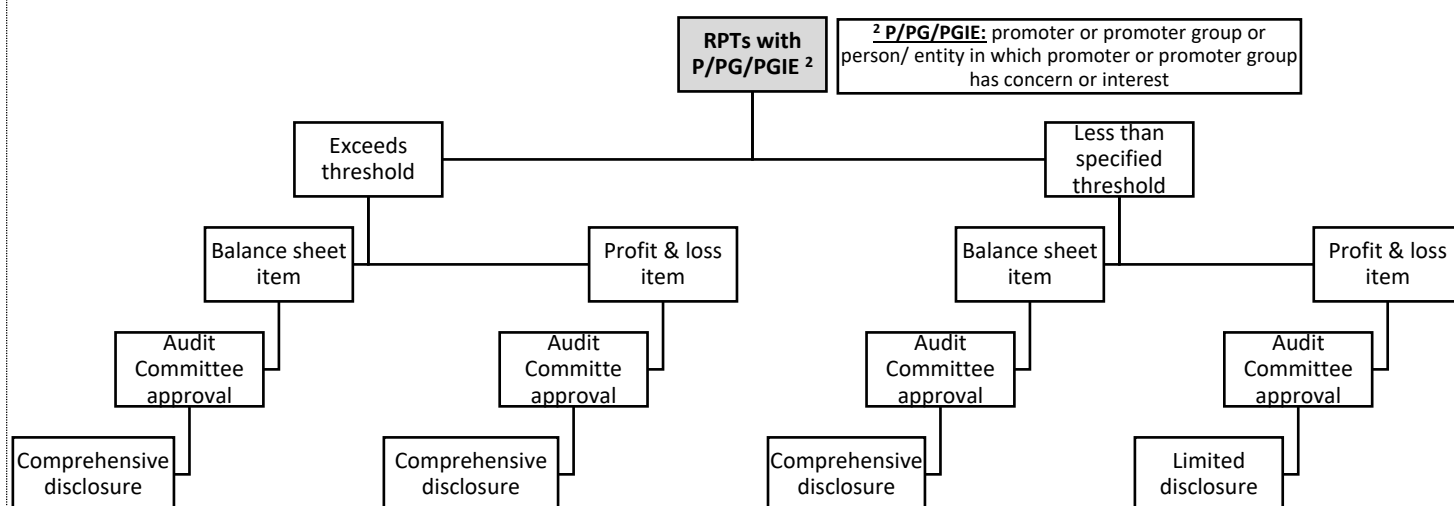 RPTs with
P/PG/PGIE ²
² P/PG/PGIE: promoter or promoter group or
person/ entity in which promoter or promoter group
has concern or interest
Exceeds
threshold
Less than
specified
threshold
Balance sheet
item
Profit & loss
item
Balance sheet
item
Profit & loss
item
Audit
Committee
approval
Audit
Committe
approval
Audit
Committee
approval
Audit
Committee
approval
Comprehensive
disclosure
Comprehensive
disclosure
Comprehensive
disclosure
Limited
disclosure